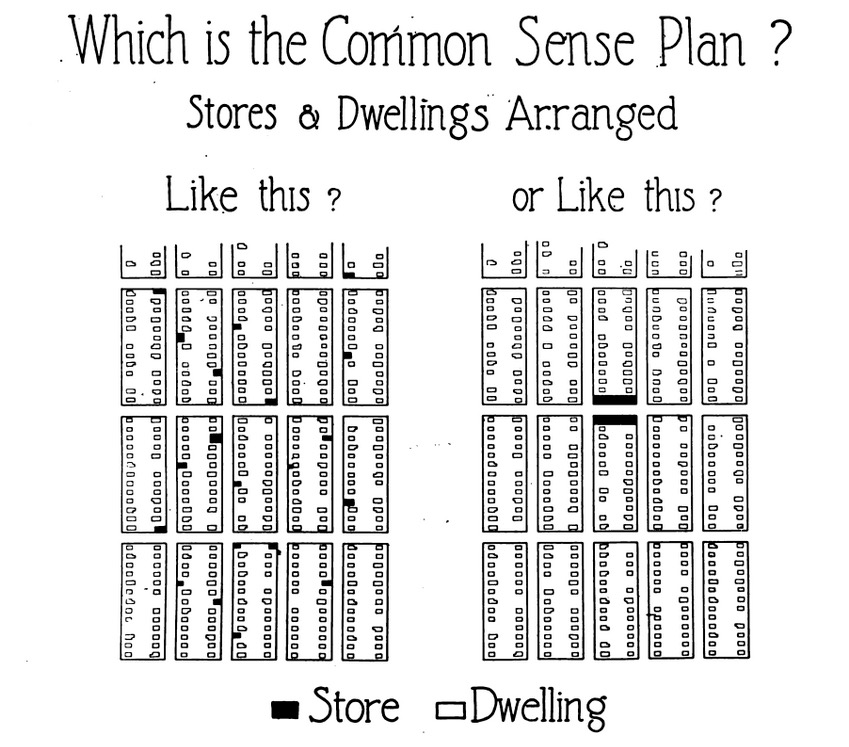 Which is the Common Sense Plan ?
Stores & Dwellings Arranged
Like this ?
or Like this ?
Store
Dwelling